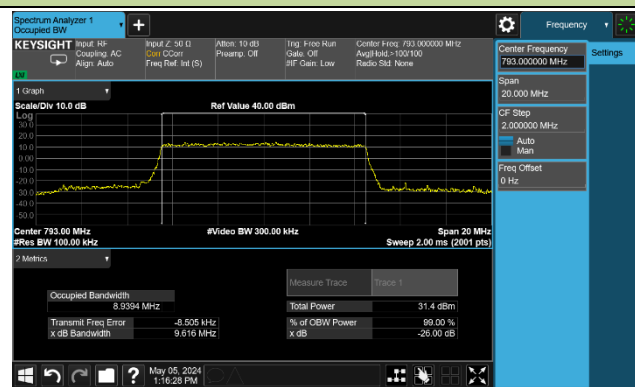 Spectrum Analyzer 1
Occupied BW
+
Frequency
KEYSIGHT
Input: RF
Coupling: AC
Align: Auto
Input Z: 50 Ω
Corr CCorr
Freq Ref: Int (S)
Atten: 10 dB
Preamp: Off
Trig: Free Run
Gate: Off
#IF Gain: Low
Center Freq: 793.000000 MHz
Avg|Hold:>100/100
Radio Std: None
LXI
Center Frequency
793.000000 MHz
Settings
Span
20.000 MHz
CF Step
2.000000 MHz
Auto
Man
Freq Offset
0 Hz
1 Graph
Scale/Div 10.0 dB
Ref Value 40.00 dBm
Log
30.0
20.0
10.0
0.00
-10.0
-20.0
-30.0
-40.0
-50.0
Center 793.00 MHz
#Video BW 300.00 kHz
Span 20 MHz
#Res BW 100.00 kHz
Sweep 2.00 ms (2001 pts)
2 Metrics
Measure Trace
Trace 1
Occupied Bandwidth
8.9394 MHz
Total Power
31.4 dBm
Transmit Freq Error
-8.505 kHz
% of OBW Power
99.00 %
x dB Bandwidth
9.616 MHz
x dB
-26.00 dB
?
May 05, 2024
1:16:28 PM